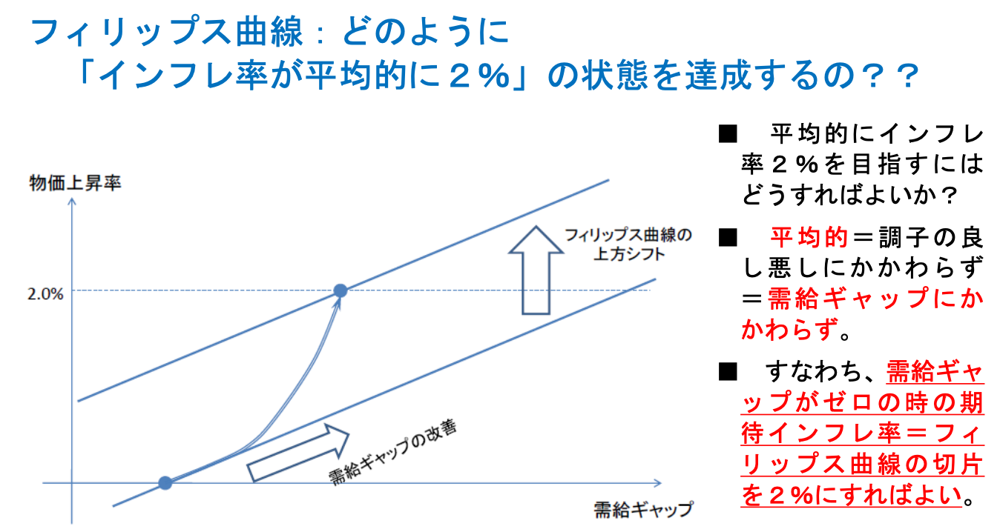 フィリップス曲線：どのように
「インフレ率が平均的に２％」の状態を達成するの？？
物価上昇率
2.0%
フィリップス曲線の
上方シフト
需給ギャップの改善
需給ギャップ
■　平均的にインフレ
率２％を目指すには
どうすればよいか？
■　平均的＝調子の良
し悪しにかかわらず
＝需給ギャップにか
かわらず。
■　すなわち、需給ギャ
ップがゼロの時の期
待インフレ率＝フィ
リップス曲線の切片
を２％にすればよい。